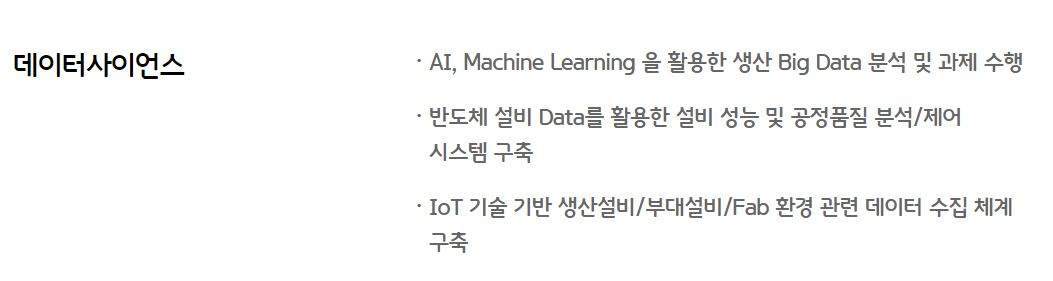 데이터사이언스
· AI, Machine Learning 을 활용한 생산 Big Data 분석 및 과제 수행
· 반도체 설비 Data를 활용한 설비 성능 및 공정품질 분석/제어
시스템 구축
· IoT 기술 기반 생산설비/부대설비/Fab 환경 관련 데이터 수집 체계
구축